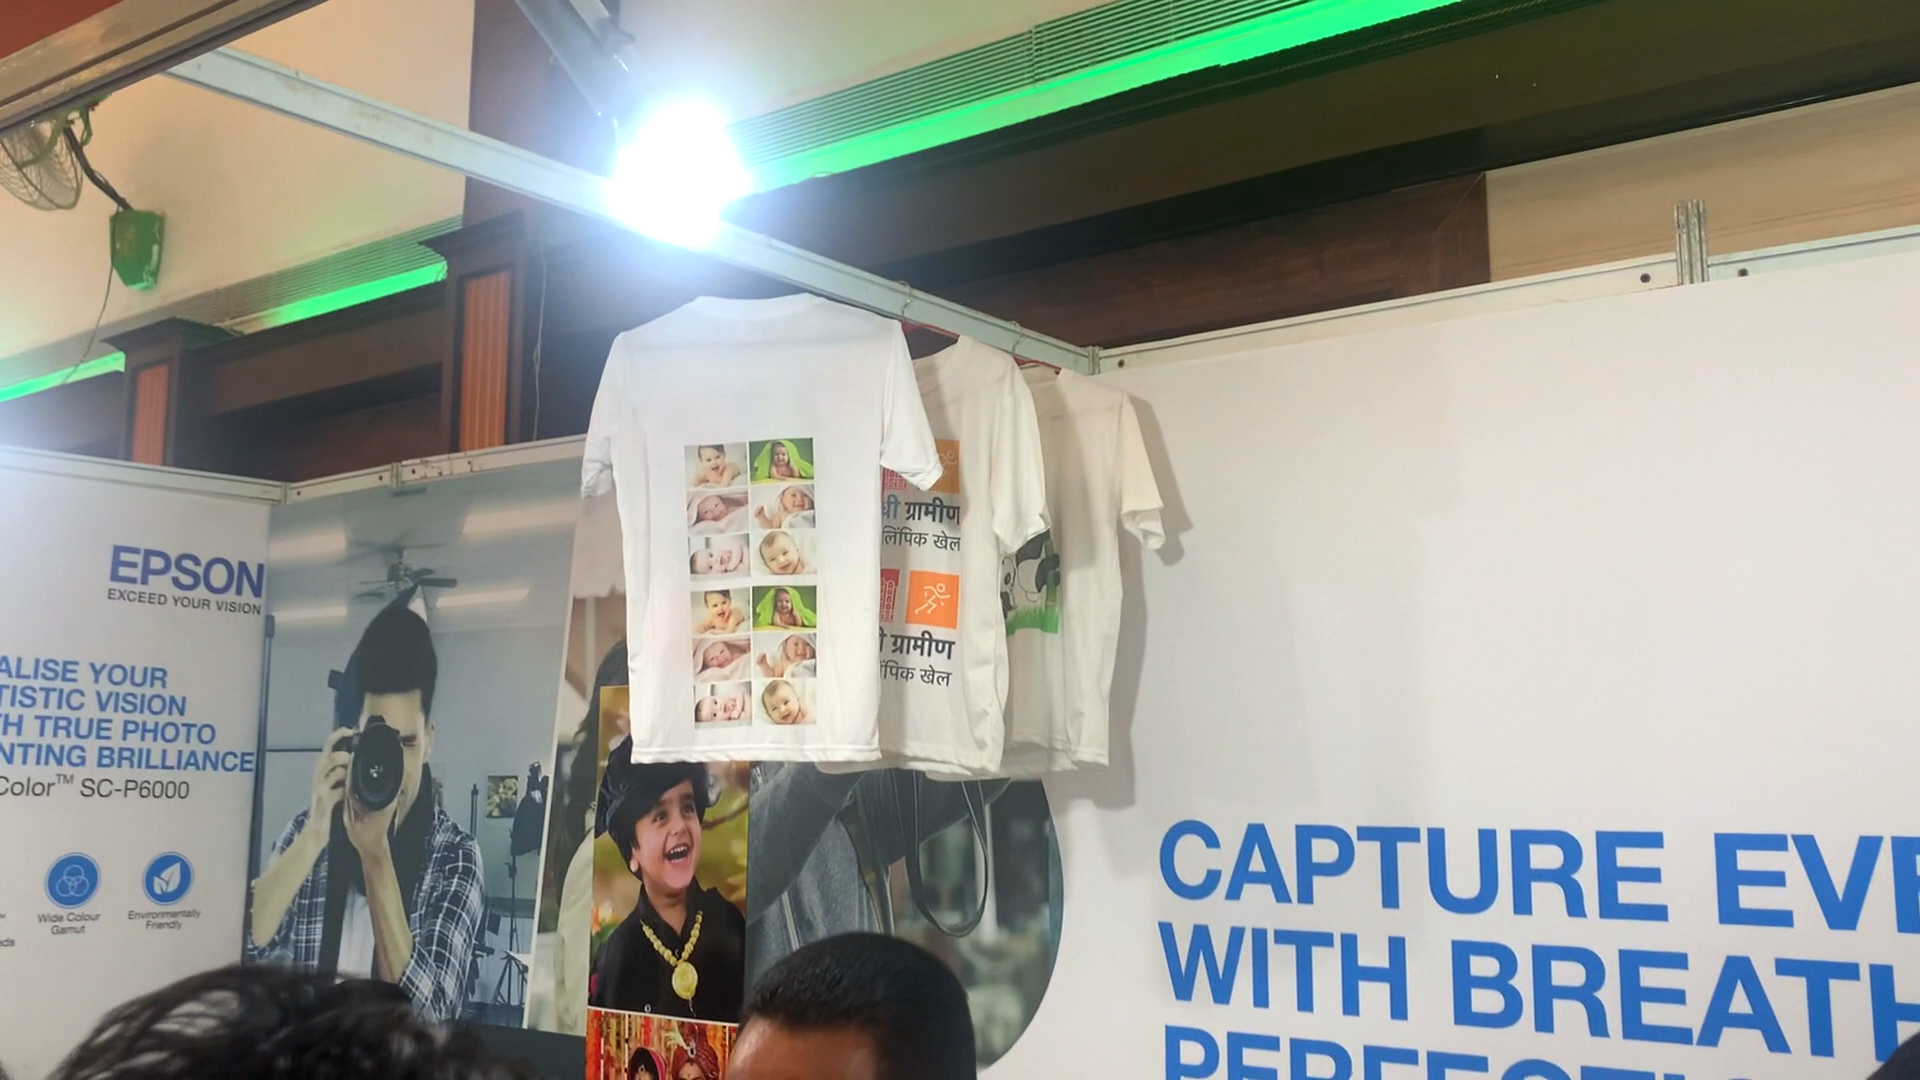 EPSON
EXCEED YOUR VISION
ALISE YOUR
TISTIC VISION
TH TRUE PHOTO
NTING BRILLIANCE
Color™ SC-P6000
Wide Colour
Gamut
Environmentally
Friendly
ग्रामीण
खेल
ग्रामीण
खेल
CAPTURE EVE
WITH BREATH